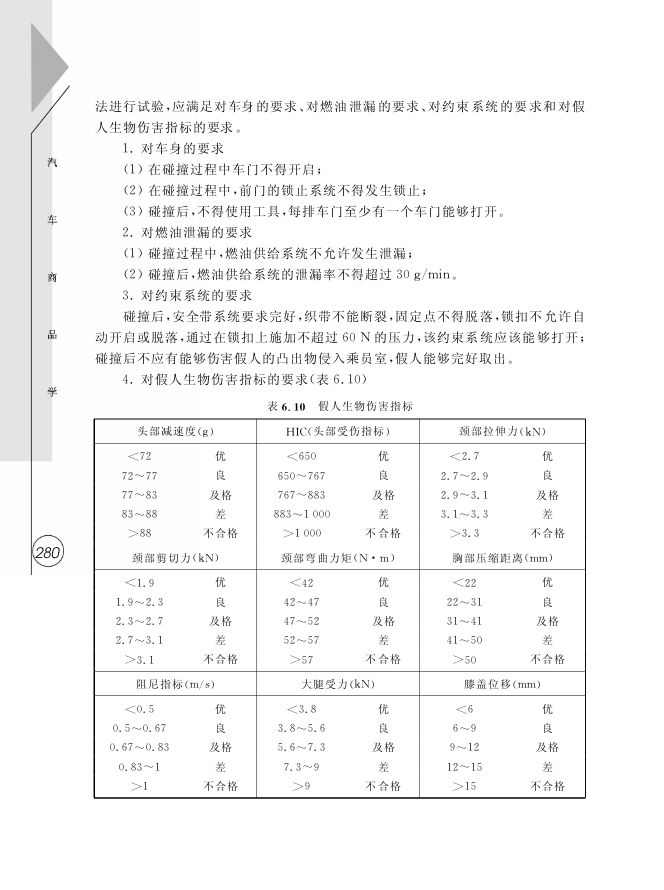 法进行试验,应满足对车身的要求、对燃油泄漏的要求、对约束系统的要求和对假
人生物伤害指标的要求。
1. 对车身的要求
(1) 在碰撞过程中车门不得开启;
(2) 在碰撞过程中,前门的锁止系统不得发生锁止;
(3) 碰撞后,不得使用工具,每排车门至少有一个车门能够打开。
2. 对燃油泄漏的要求
(1) 碰撞过程中,燃油供给系统不允许发生泄漏;
(2) 碰撞后,燃油供给系统的泄漏率不得超过 30 g/min。
3. 对约束系统的要求
碰撞后,安全带系统要求完好,织带不能断裂,固定点不得脱落,锁扣不允许自
动开启或脱落,通过在锁扣上施加不超过 60 N 的压力,该约束系统应该能够打开;
碰撞后不应有能够伤害假人的凸出物侵入乘员室,假人能够完好取出。
4. 对假人生物伤害指标的要求(表 6.10)
表 6.10 假人生物伤害指标
头部减速度(g) HIC(头部受伤指标) 颈部拉伸力(kN)
<72 优 <650 优 <2.7 优
72~77 良 650~767 良 2.7~2.9 良
77~83 及格 767~883 及格 2.9~3.1 及格
83~88 差 883~1 000 差 3.1~3.3 差
>88 不合格 >1 000 不合格 >3.3 不合格
颈部剪切力(kN) 颈部弯曲力矩(N·m) 胸部压缩距离(mm)
<1.9 优 <42 优 <22 优
1.9~2.3 良 42~47 良 22~31 良
2.3~2.7 及格 47~52 及格 31~41 及格
2.7~3.1 差 52~57 差 41~50 差
>3.1 不合格 >57 不合格 >50 不合格
阻尼指标(m/s) 大腿受力(kN) 膝盖位移(mm)
<0.5 优 <3.8 优 <6 优
0.5~0.67 良 3.8~5.6 良 6~9 良
0.67~0.83 及格 5.6~7.3 及格 9~12 及格
0.83~1 差 7.3~9 差 12~15 差
>1 不合格 >9 不合格 >15 不合格
汽车商品学
280